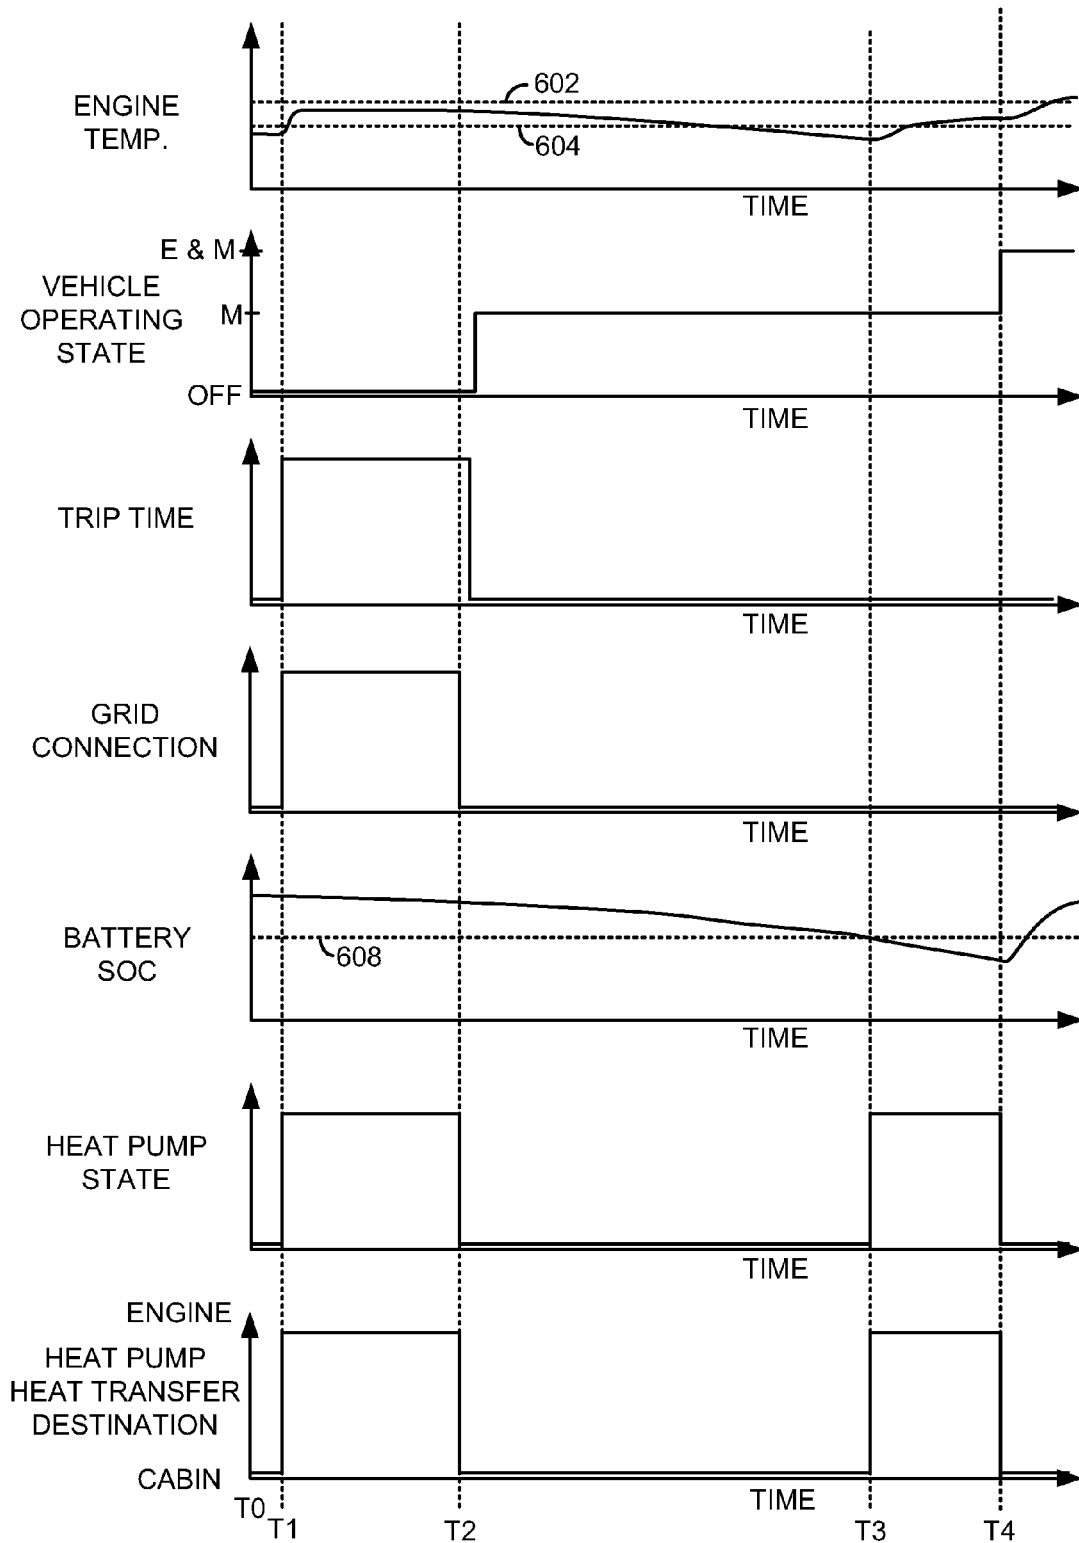 602
ENGINE
TEMP.
604
TIME
E & M
VEHICLE
OPERATING
STATE
M
OFF
TIME
TRIP TIME
TIME
GRID
CONNECTION
TIME
BATTERY
SOC
608
TIME
HEAT PUMP
STATE
TIME
ENGINE
HEAT PUMP
HEAT TRANSFER
DESTINATION
CABIN
TIME
T0
T1
T2
T3
T4